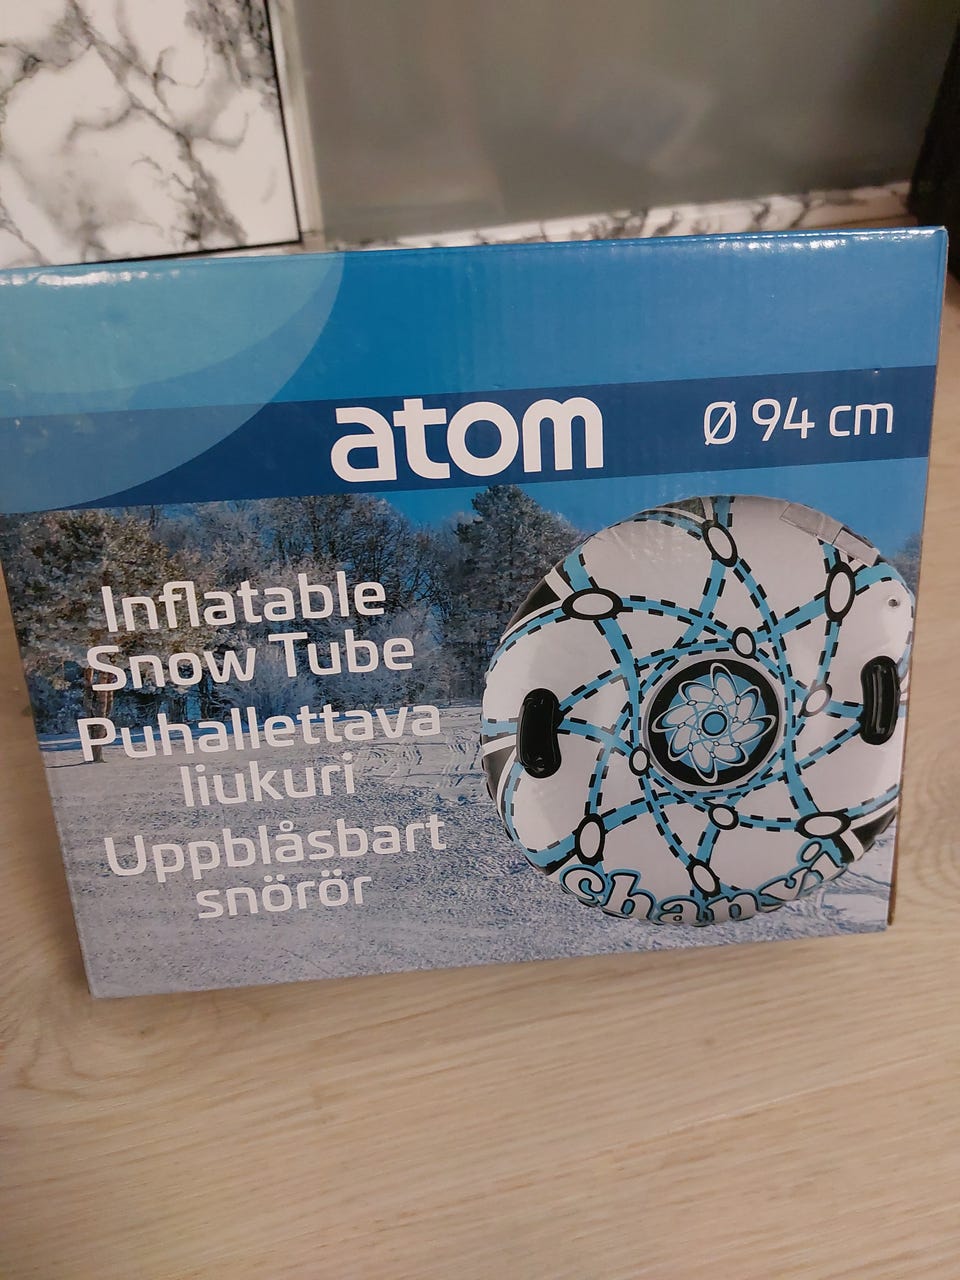 atom
Ø 94 cm
Inflatable
Snow Tube
Puhallettava
liukuri
Uppblåsbart
snörör